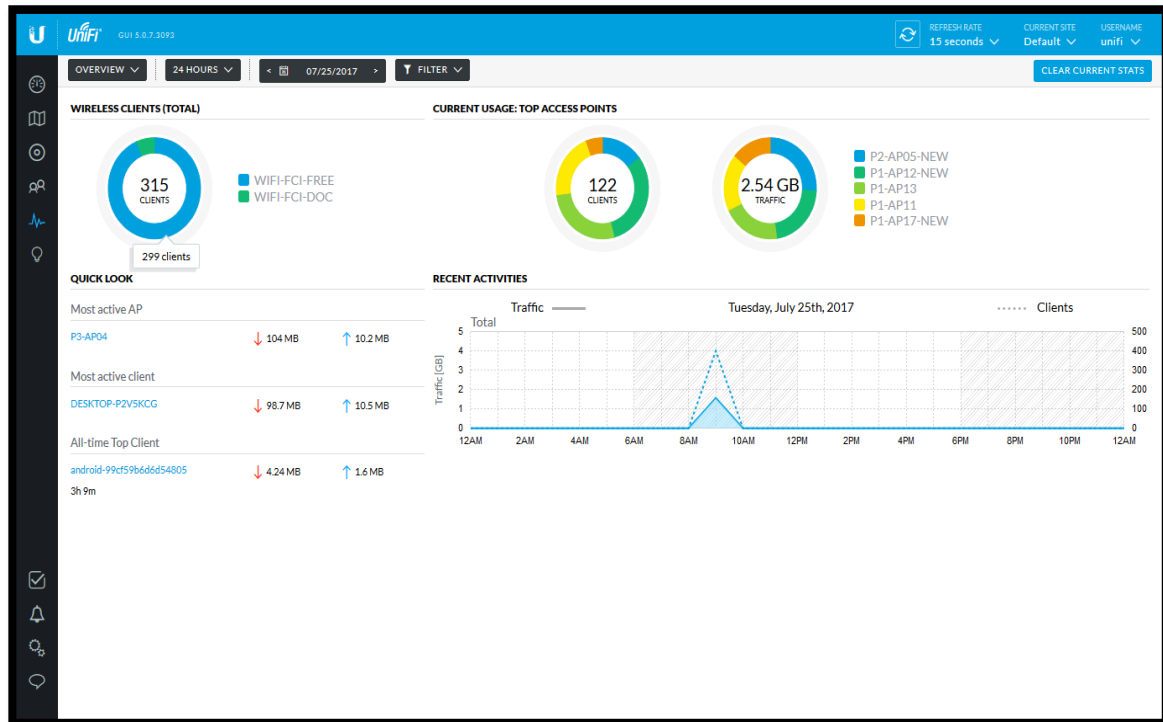 UniFi GUI 5.0.7.3093
REFRESH RATE
15 seconds
CURRENT SITE
Default
USERNAME
unifi
OVERVIEW 24 HOURS < 07/25/2017 > FILTER CLEAR CURRENT STATS
WIRELESS CLIENTS (TOTAL)
315
CLIENTS
WIFI-FCI-FREE
WIFI-FCI-DOC
299 clients
CURRENT USAGE: TOP ACCESS POINTS
122
CLIENTS
2.54 GB
TRAFFIC
P2-AP05-NEW
P1-AP12-NEW
P1-AP13
P1-AP11
P1-AP17-NEW
QUICK LOOK
Most active AP
P3-AP04 ↓ 104 MB ↑ 10.2 MB
Most active client
DESKTOP-P2V5KCG ↓ 98.7 MB ↑ 10.5 MB
All-time Top Client
android-99cf59b6d6d54805 ↓ 4.24 MB ↑ 1.6 MB
3h 9m
RECENT ACTIVITIES
Traffic Tuesday, July 25th, 2017 Clients
Total
Traffic [GB]
5
4
3
2
1
0
500
400
300
200
100
0
12AM 2AM 4AM 6AM 8AM 10AM 12PM 2PM 4PM 6PM 8PM 10PM 12AM